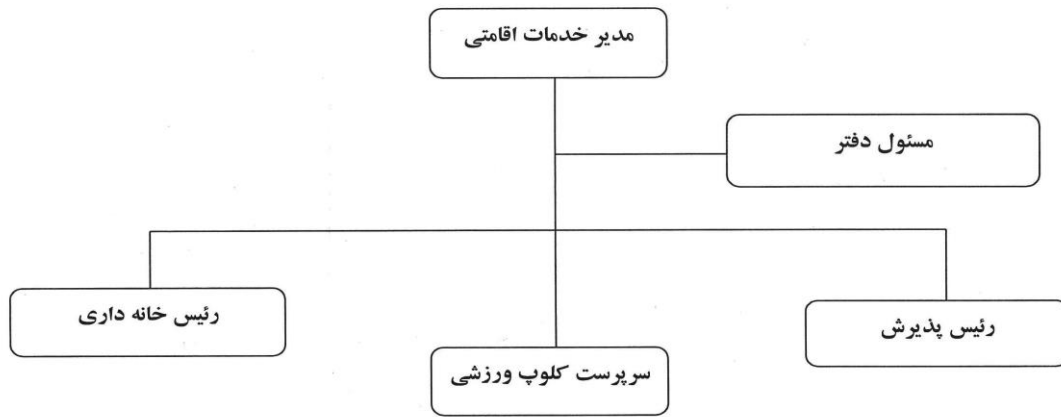 مدیر خدمات اقامتی
مسئول دفتر
رئیس پذیرش
سرپرست کلوپ ورزشی
رئیس خانه داری